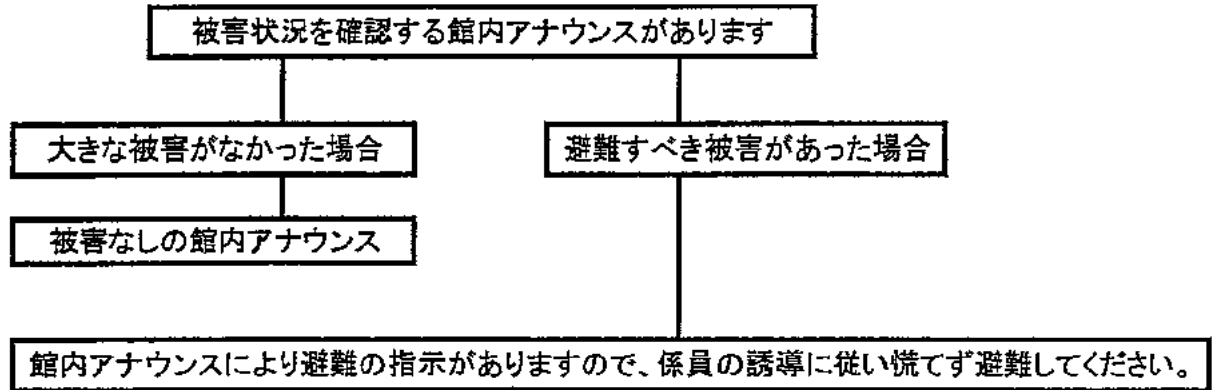 被害状況を確認する館内アナウンスがあります
大きな被害がなかった場合
避難すべき被害があった場合
被害なしの館内アナウンス
館内アナウンスにより避難の指示がありますので、係員の誘導に従い慌てず避難してください。